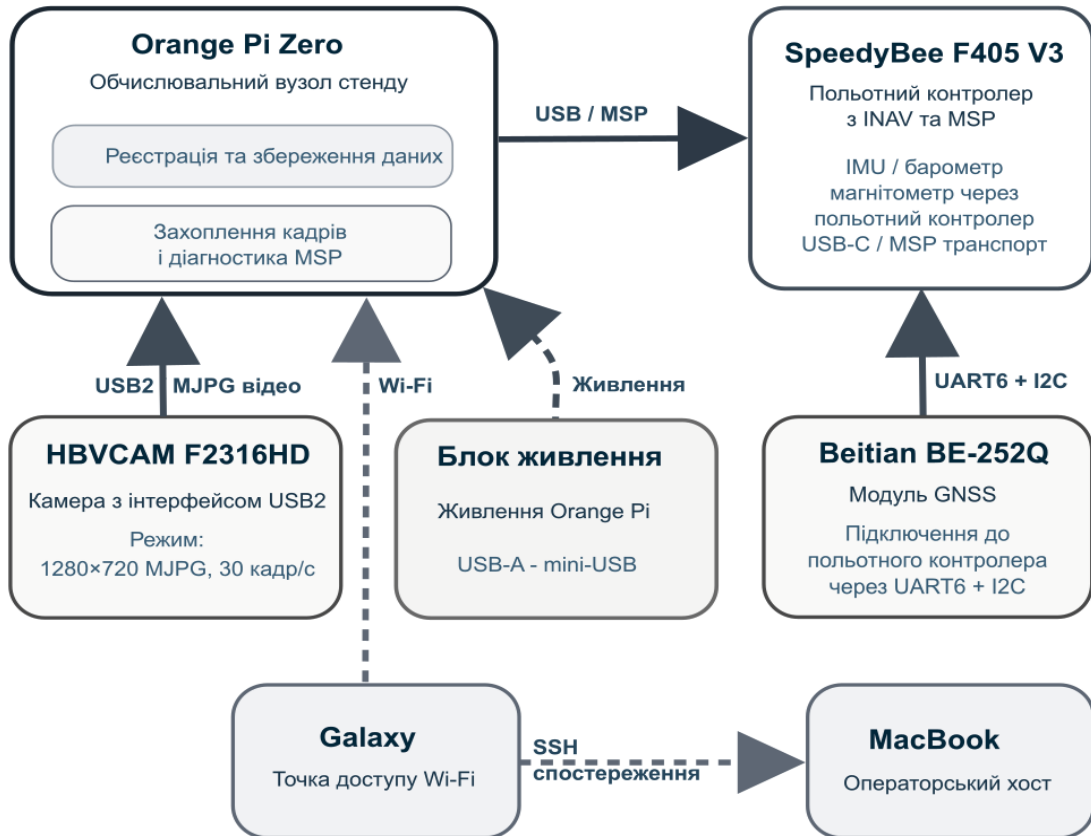 Orange Pi Zero
Обчислювальний вузол стенду
Реєстрація та збереження даних
Захоплення кадрів
і діагностика MSP
USB / MSP
SpeedyBee F405 V3
Польотний контролер
з INAV та MSP
IMU / барометр
магнітометр через
польотний контролер
USB-C / MSP транспорт
USB2 MJPG відео
Wi-Fi
Живлення
UART6 + I2C
HBVCAM F2316HD
Камера з інтерфейсом USB2
Режим:
1280×720 MJPG, 30 кадр/с
Блок живлення
Живлення Orange Pi
USB-A - mini-USB
Beitian BE-252Q
Модуль GNSS
Підключення до
польотного контролера
через UART6 + I2C
Galaxy
Точка доступу Wi-Fi
SSH
спостереження
MacBook
Операторський хост